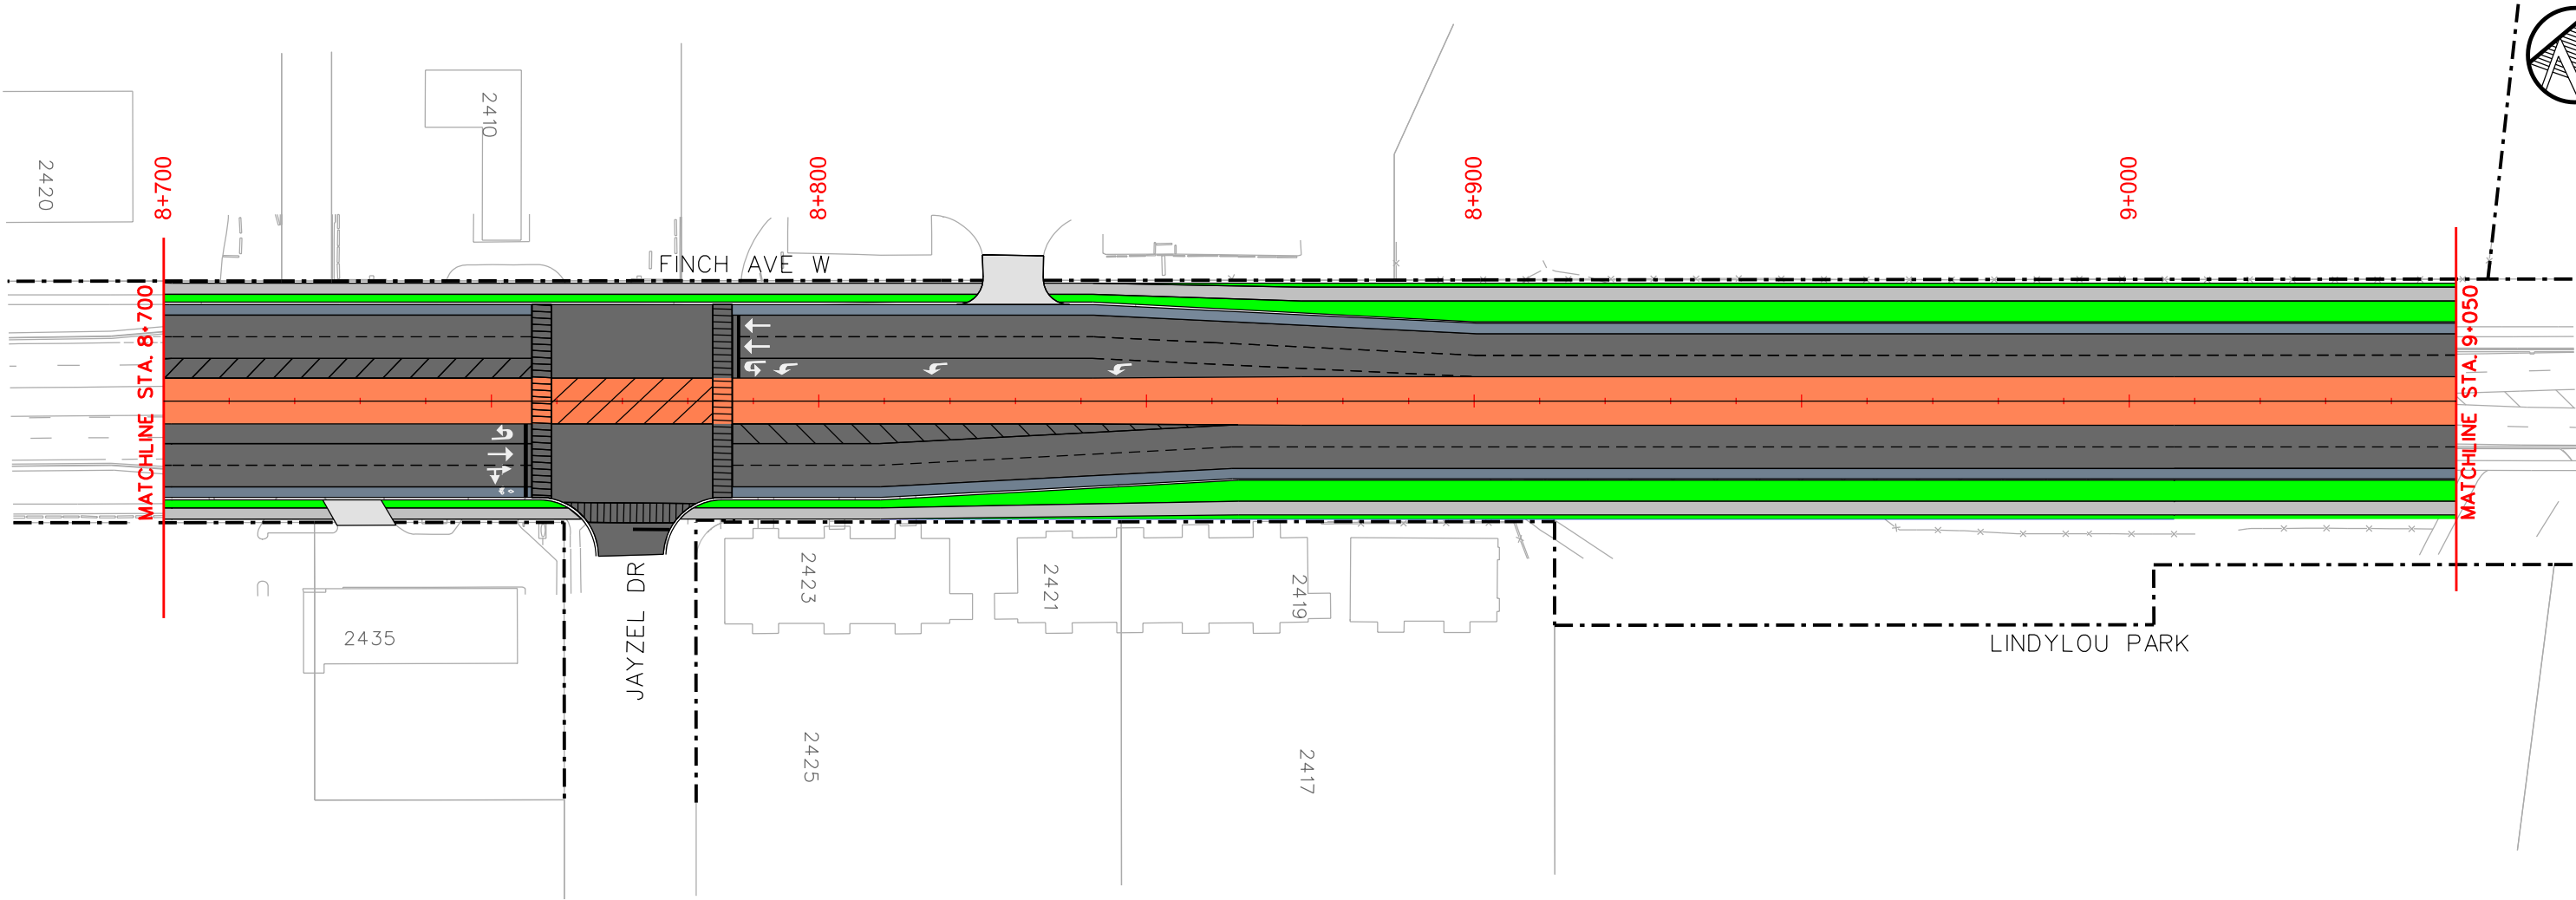 2420
2410
8+700
8+800
8+900
9+000
FINCH AVE W
MATCHLINE STA. 8+700
MATCHLINE STA. 9+050
2435
JAYZEL DR
2423
2421
2419
2425
2417
LINDYLOU PARK